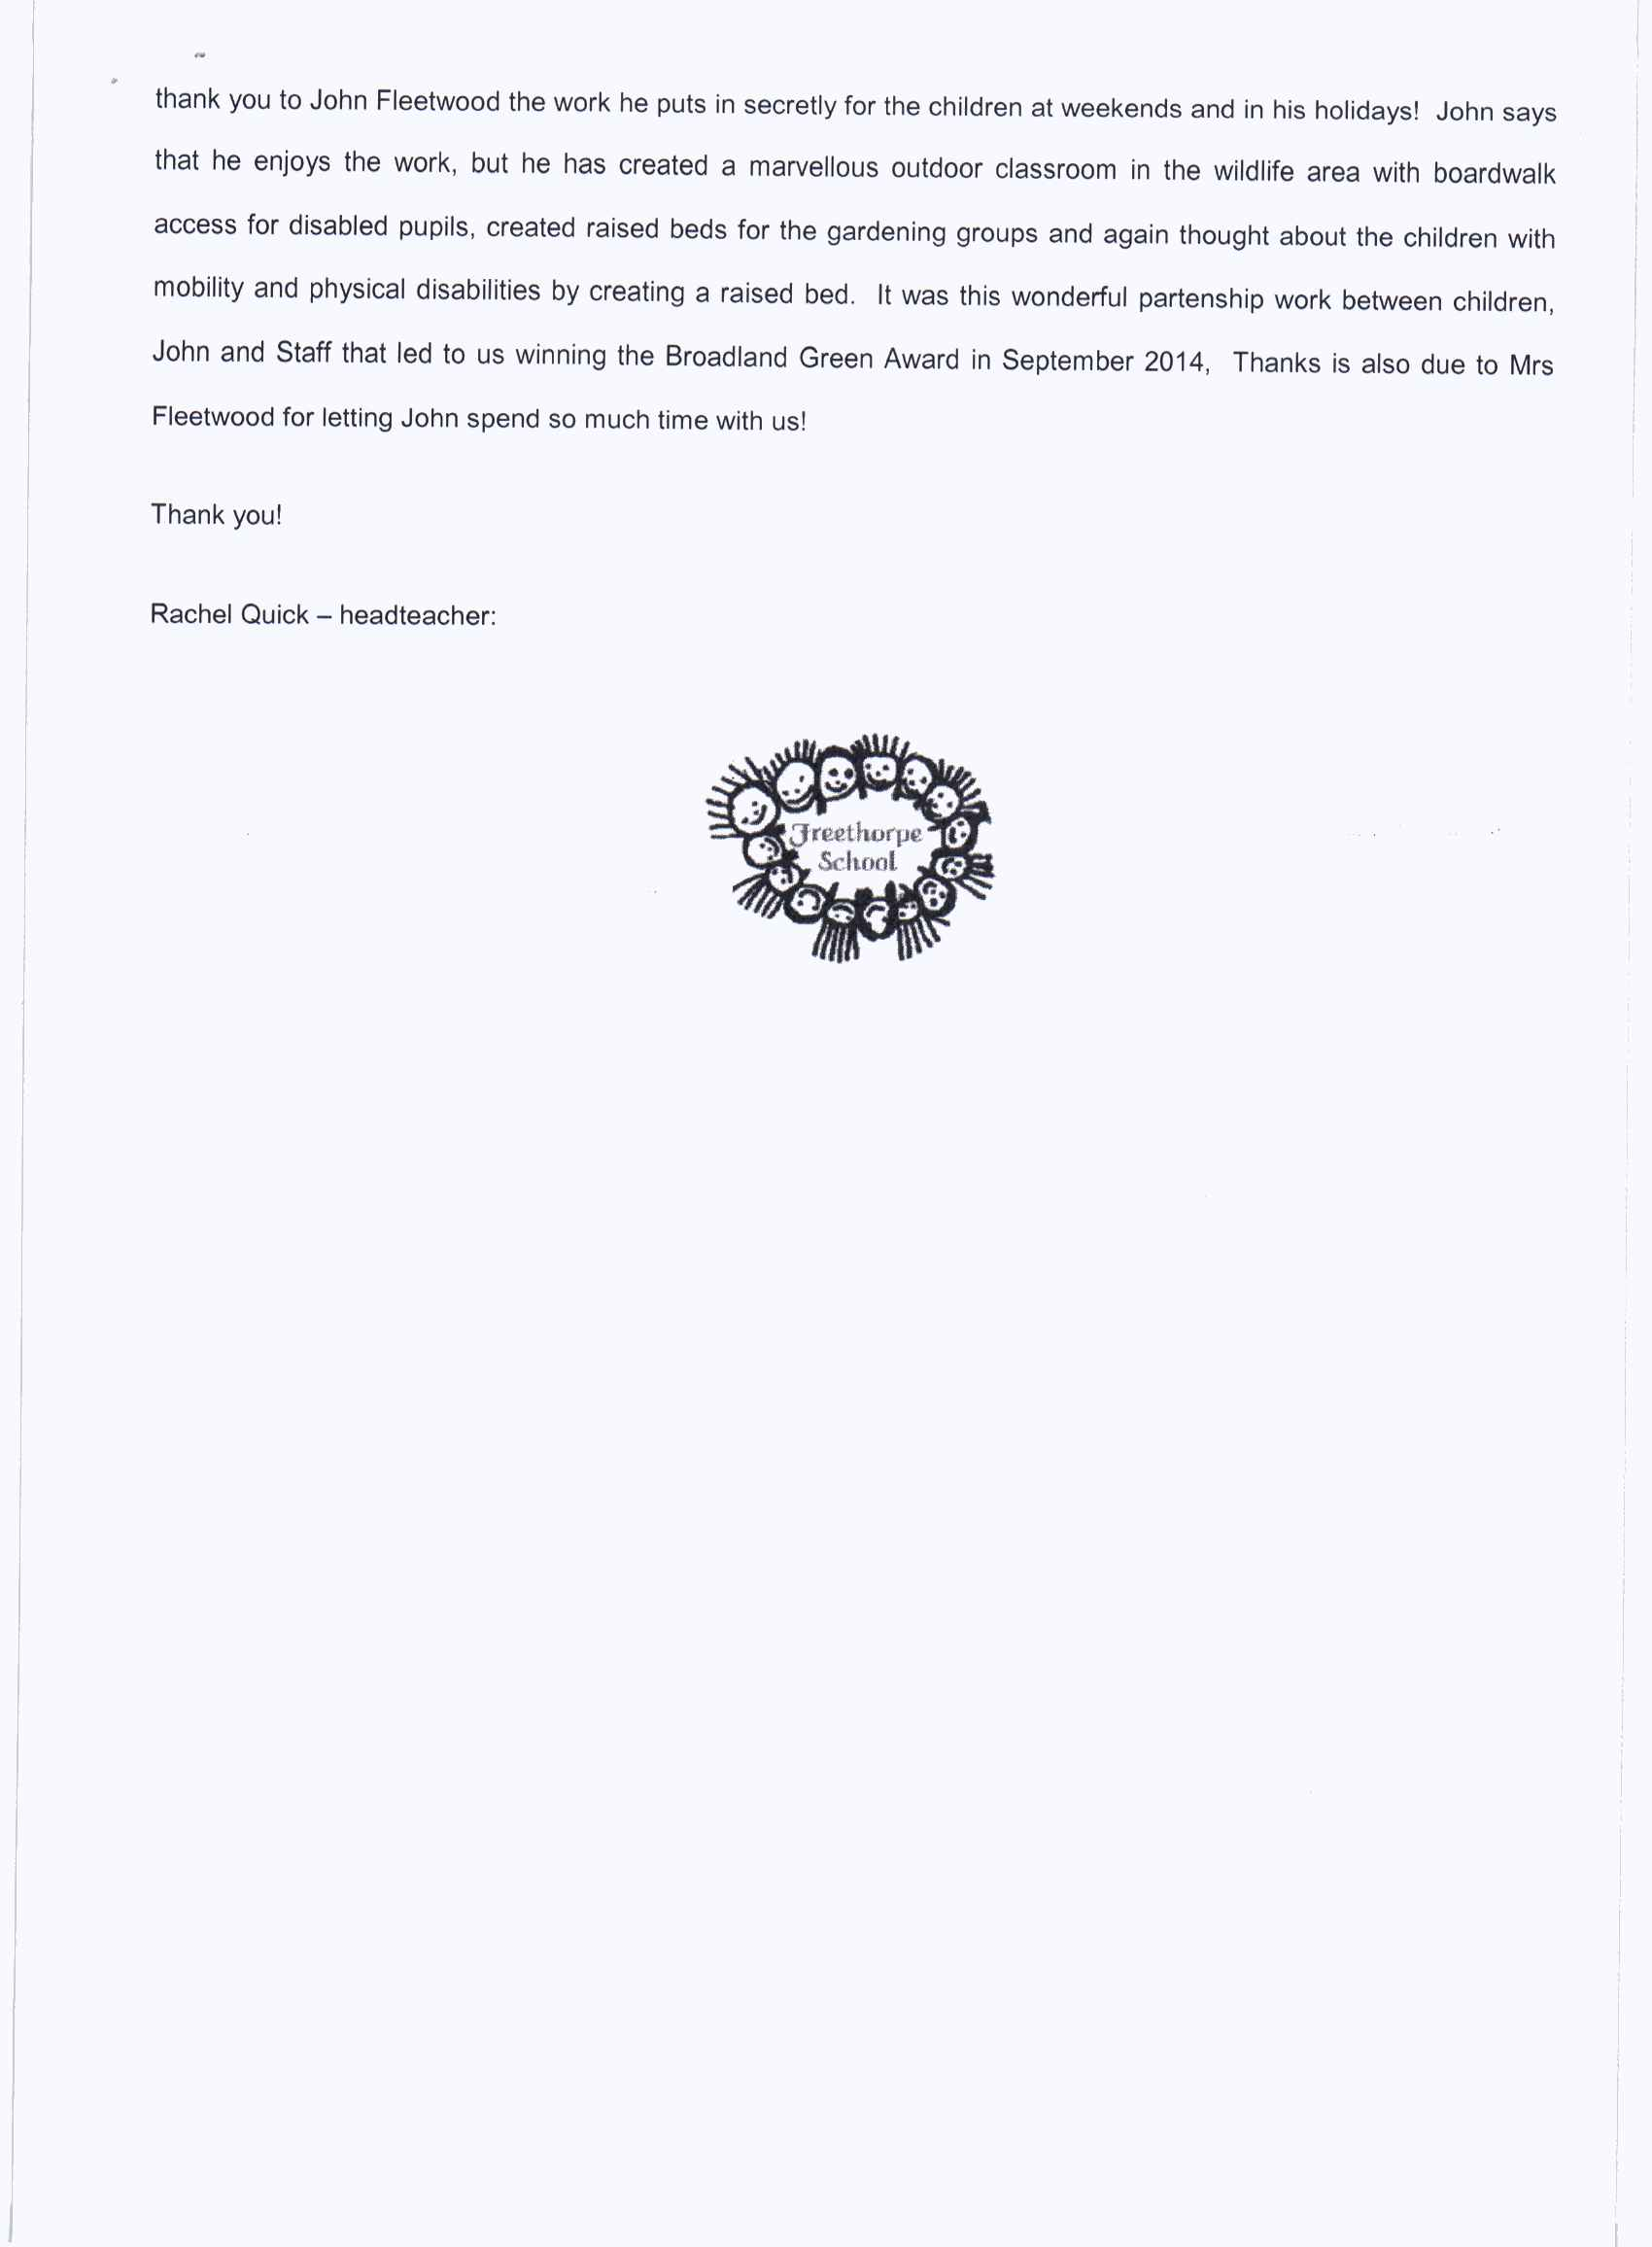 thank you to John Fleetwood the work he puts in secretly for the children at weekends and in his holidays! John says
that he enjoys the work, but he has created a marvellous outdoor classroom in the wildlife area with boardwalk
access for disabled pupils, created raised beds for the gardening groups and again thought about the children with
mobility and physical disabilities by creating a raised bed. It was this wonderful partenship work between children,
John and Staff that led to us winning the Broadland Green Award in September 2014, Thanks is also due to Mrs
Fleetwood for letting John spend so much time with us!
Thank you!
Rachel Quick – headteacher:
Freethorpe
School